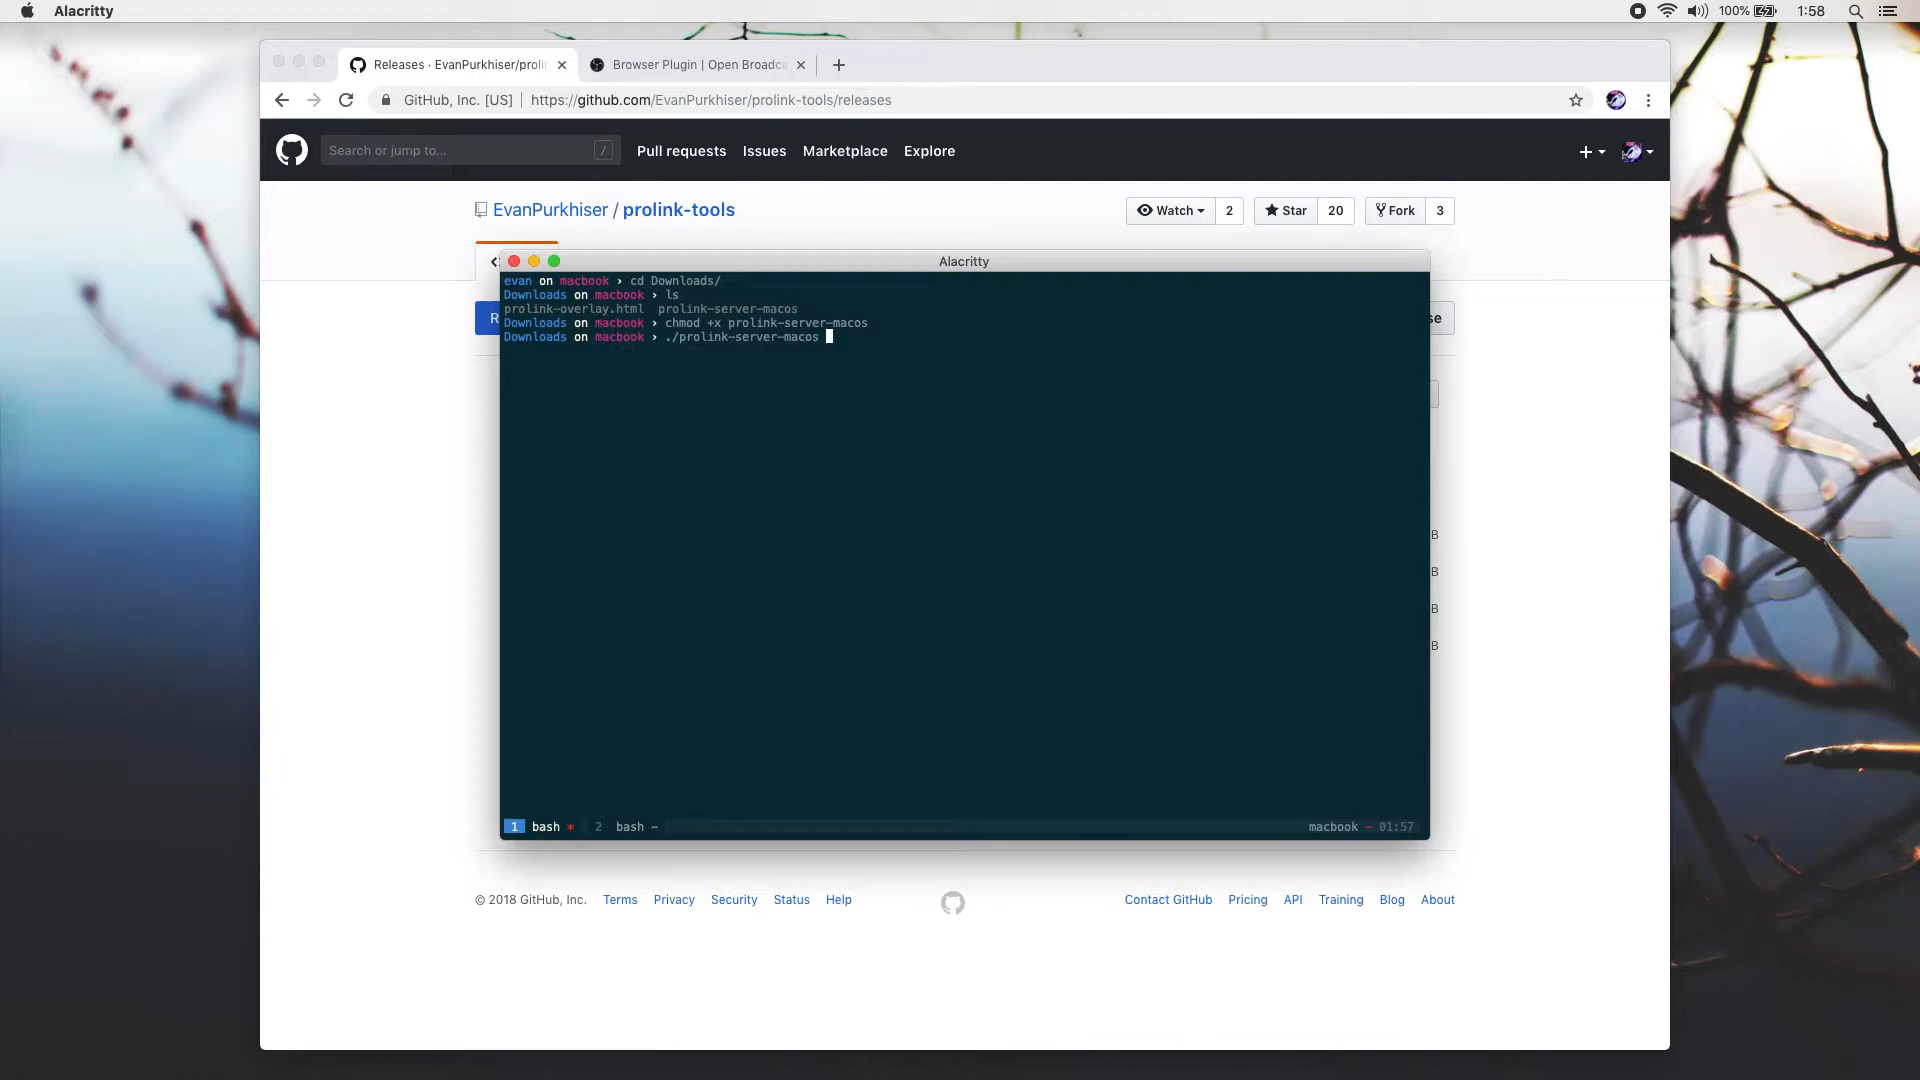 Alacritty
100%
1:58
Releases · EvanPurkhiser/proli
Browser Plugin | Open Broadca
GitHub, Inc. [US]
https://github.com/EvanPurkhiser/prolink-tools/releases
Search or jump to…
/
Pull requests
Issues
Marketplace
Explore
EvanPurkhiser / prolink-tools
Watch
2
Star
20
Fork
3
Alacritty
evan on macbook › cd Downloads/
Downloads on macbook › ls
prolink-overlay.html  prolink-server-macos
Downloads on macbook › chmod +x prolink-server-macos
Downloads on macbook › ./prolink-server-macos
R
se
B
B
B
B
1 bash * 2 bash −
macbook − 01:57
© 2018 GitHub, Inc.
Terms
Privacy
Security
Status
Help
Contact GitHub
Pricing
API
Training
Blog
About